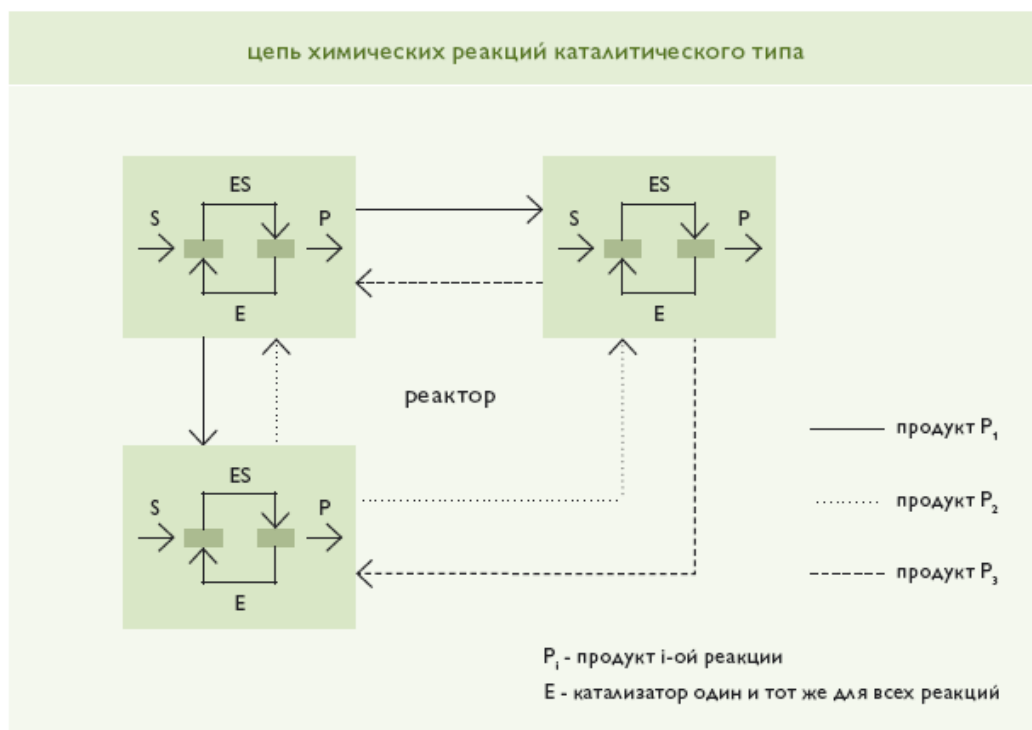 цепь химических реакций каталитического типа
ES
S
P
E
ES
S
P
E
реактор
продукт P₁
ES
S
P
E
продукт P₂
продукт P₃
Pᵢ - продукт i-ой реакции
E - катализатор один и тот же для всех реакций